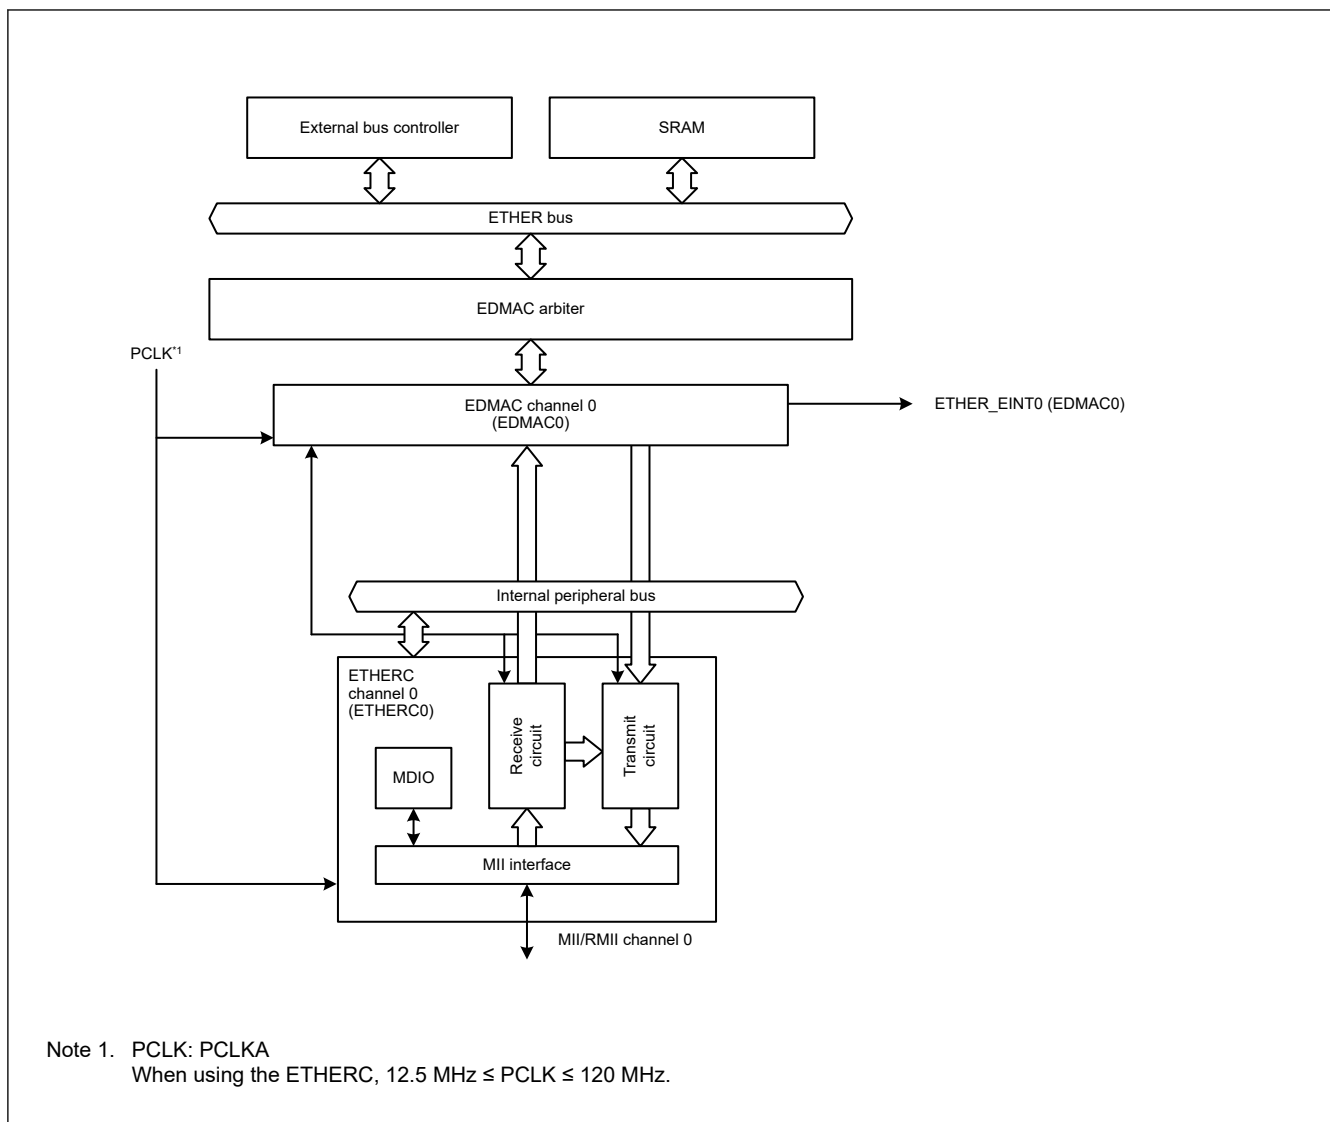 External bus controller
SRAM
ETHER bus
EDMAC arbiter
PCLK*1
EDMAC channel 0
(EDMAC0)
ETHER_EINT0 (EDMAC0)
Internal peripheral bus
ETHERC
channel 0
(ETHERC0)
Receive
circuit
Transmit
circuit
MDIO
MII interface
MII/RMII channel 0
Note 1. PCLK: PCLKA
When using the ETHERC, 12.5 MHz ≤ PCLK ≤ 120 MHz.